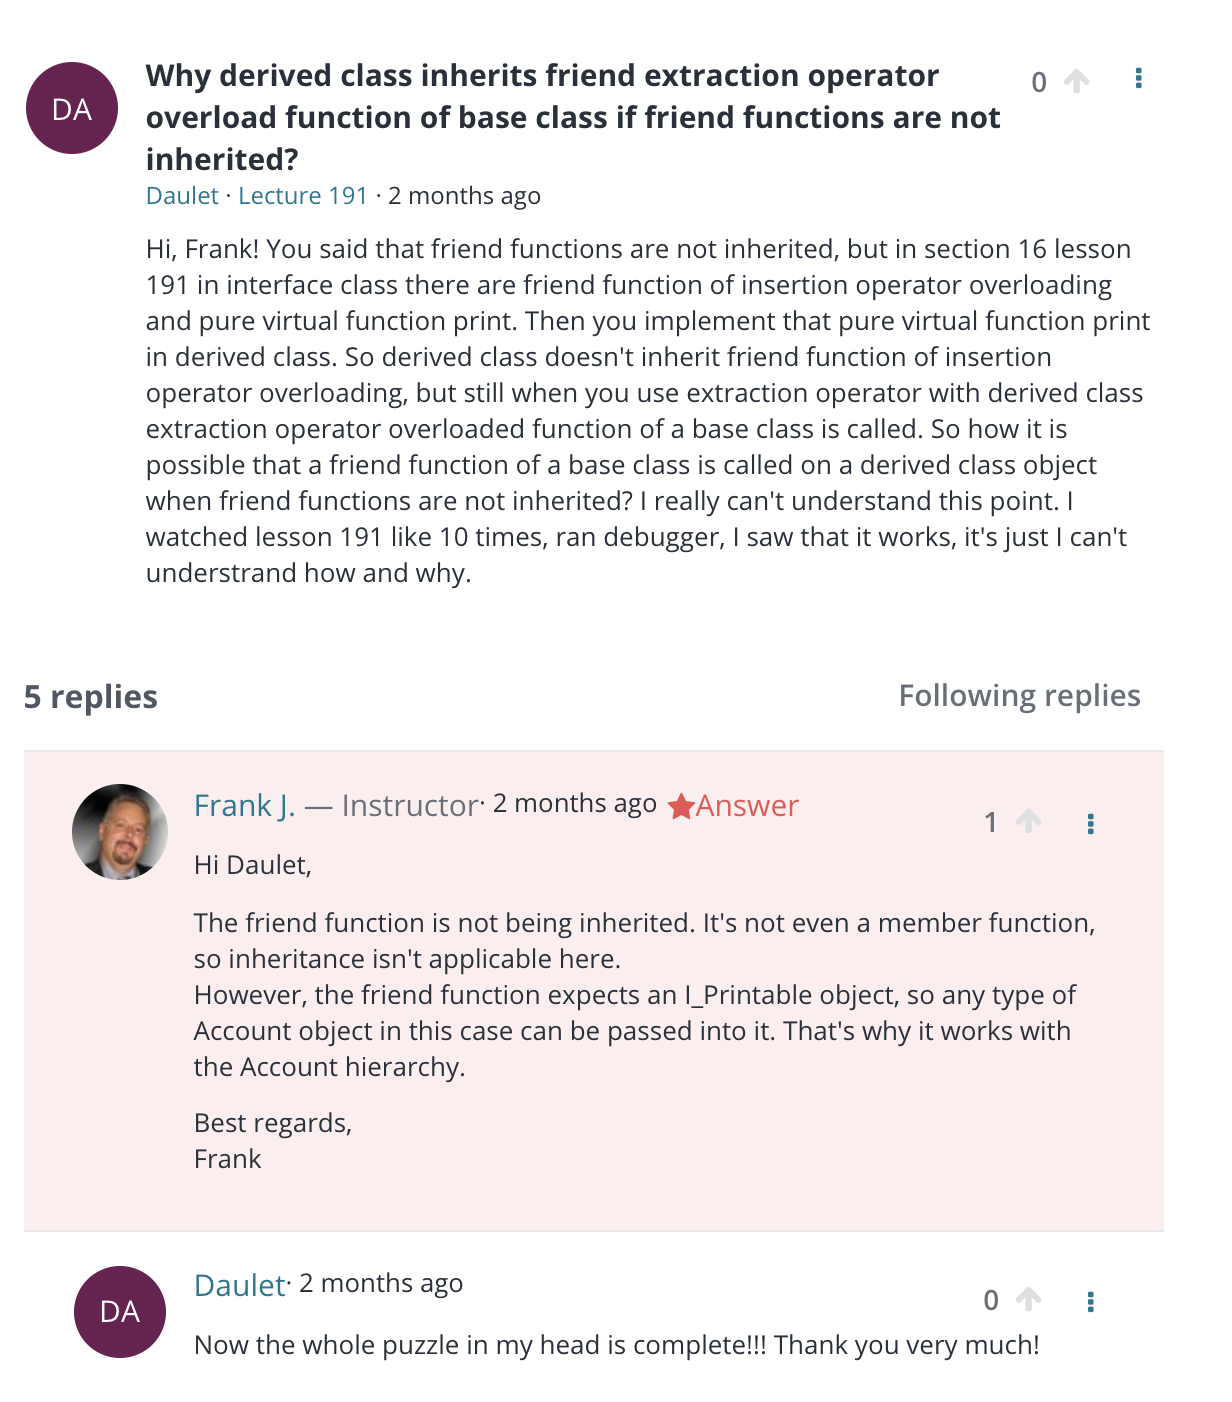 DA
Why derived class inherits friend extraction operator
overload function of base class if friend functions are not
inherited?
0
Daulet · Lecture 191 · 2 months ago
Hi, Frank! You said that friend functions are not inherited, but in section 16 lesson
191 in interface class there are friend function of insertion operator overloading
and pure virtual function print. Then you implement that pure virtual function print
in derived class. So derived class doesn't inherit friend function of insertion
operator overloading, but still when you use extraction operator with derived class
extraction operator overloaded function of a base class is called. So how it is
possible that a friend function of a base class is called on a derived class object
when friend functions are not inherited? I really can't understand this point. I
watched lesson 191 like 10 times, ran debugger, I saw that it works, it's just I can't
understrand how and why.
5 replies
Following replies
Frank J. — Instructor· 2 months ago ★Answer
1
Hi Daulet,
The friend function is not being inherited. It's not even a member function,
so inheritance isn't applicable here.
However, the friend function expects an I_Printable object, so any type of
Account object in this case can be passed into it. That's why it works with
the Account hierarchy.
Best regards,
Frank
DA
Daulet· 2 months ago
0
Now the whole puzzle in my head is complete!!! Thank you very much!